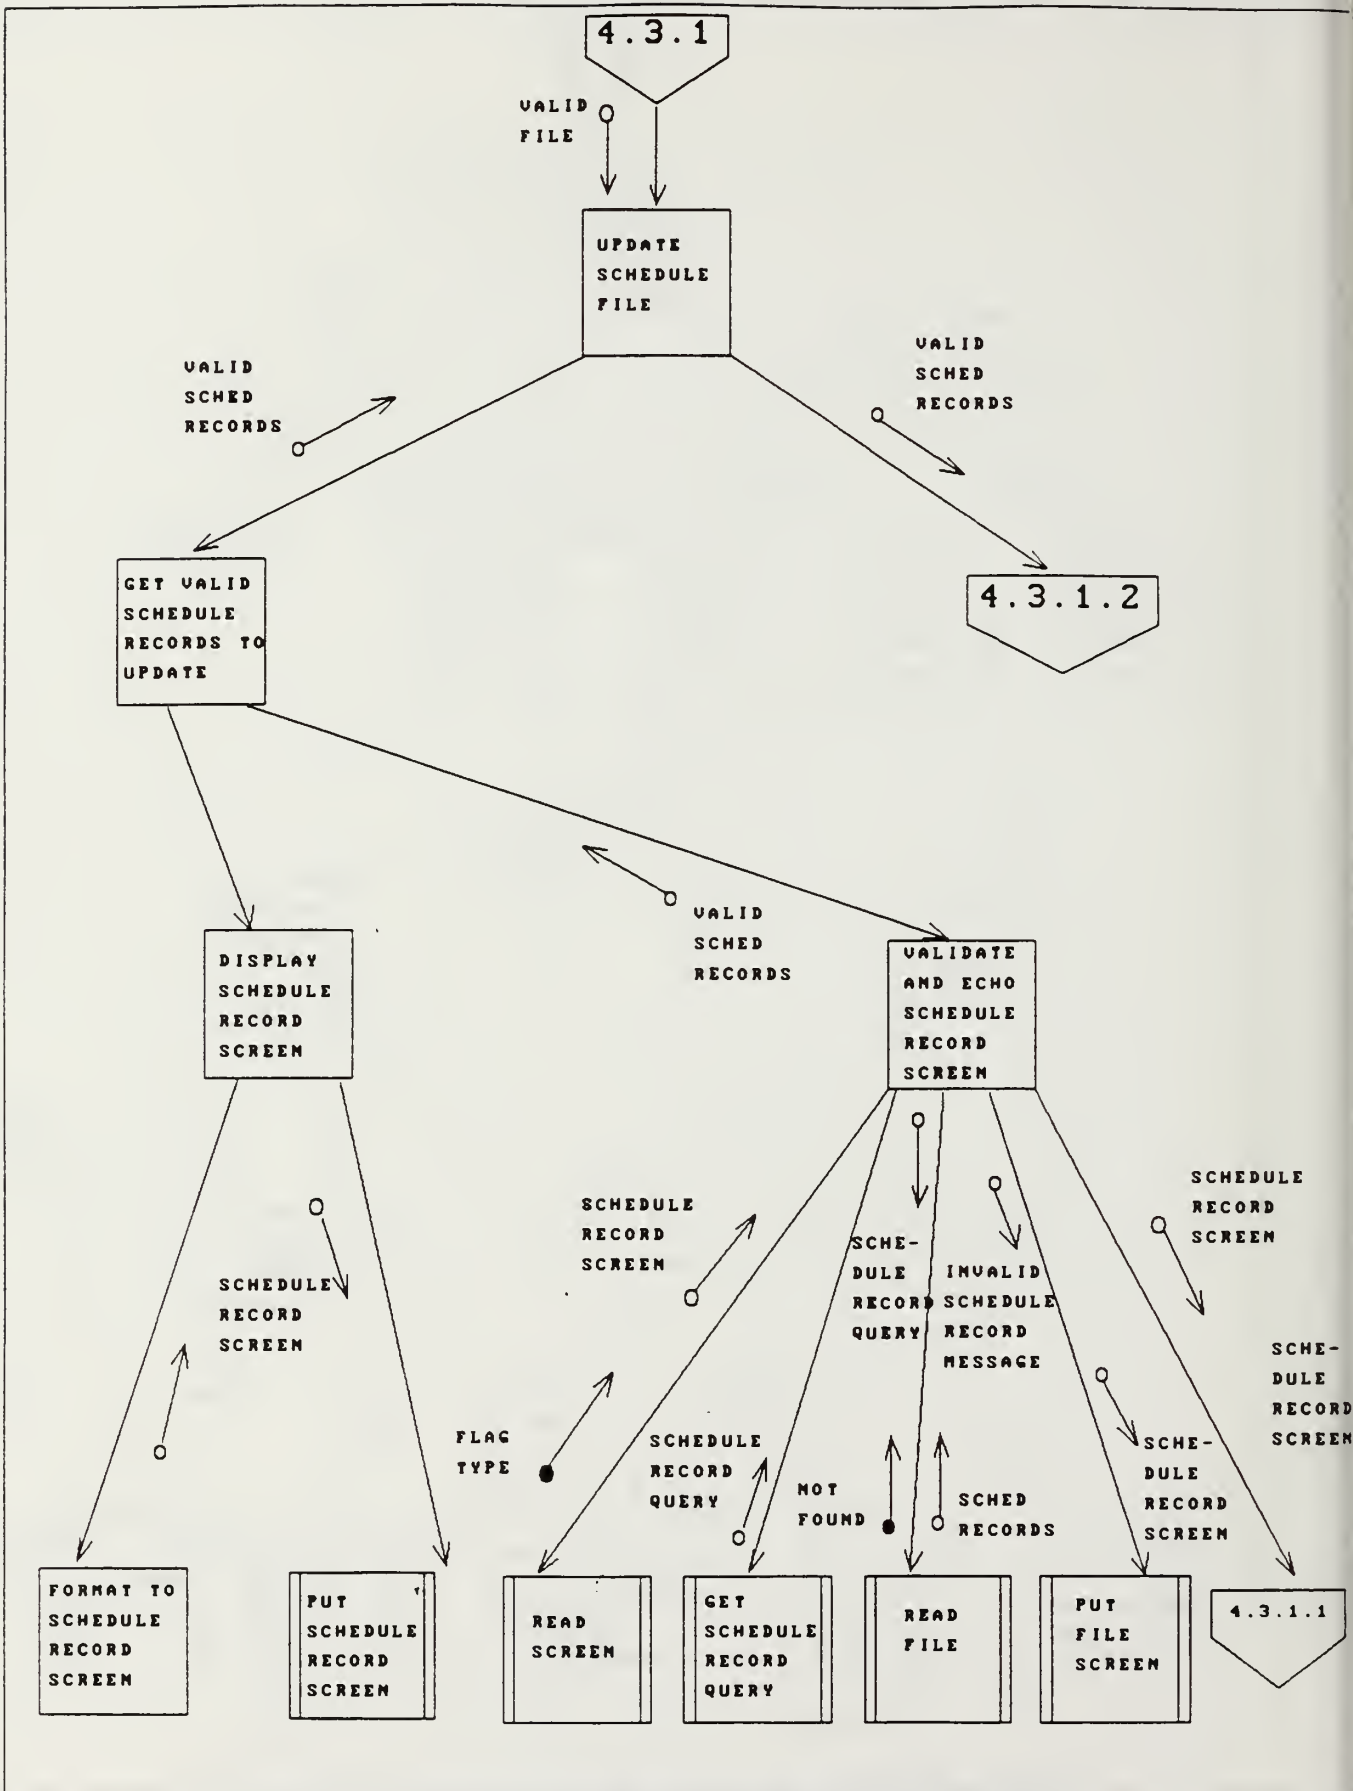 4.3.1
VALID
FILE
UPDATE
SCHEDULE
FILE
VALID
SCHED
RECORDS
VALID
SCHED
RECORDS
GET VALID
SCHEDULE
RECORDS TO
UPDATE
4.3.1.2
VALID
SCHED
RECORDS
DISPLAY
SCHEDULE
RECORD
SCREEN
VALIDATE
AND ECHO
SCHEDULE
RECORD
SCREEN
SCHEDULE
RECORD
SCREEN
SCHEDULE
RECORD
SCREEN
SCHE-
DULE
RECORD
QUERY
INVALID
SCHEDULE
RECORD
MESSAGE
SCHEDULE
RECORD
SCREEN
SCHE-
DULE
RECORD
SCREEN
FLAG
TYPE
SCHEDULE
RECORD
QUERY
NOT
FOUND
SCHED
RECORDS
SCHE-
DULE
RECORD
SCREEN
FORMAT TO
SCHEDULE
RECORD
SCREEN
PUT
SCHEDULE
RECORD
SCREEN
READ
SCREEN
GET
SCHEDULE
RECORD
QUERY
READ
FILE
PUT
FILE
SCREEN
4.3.1.1